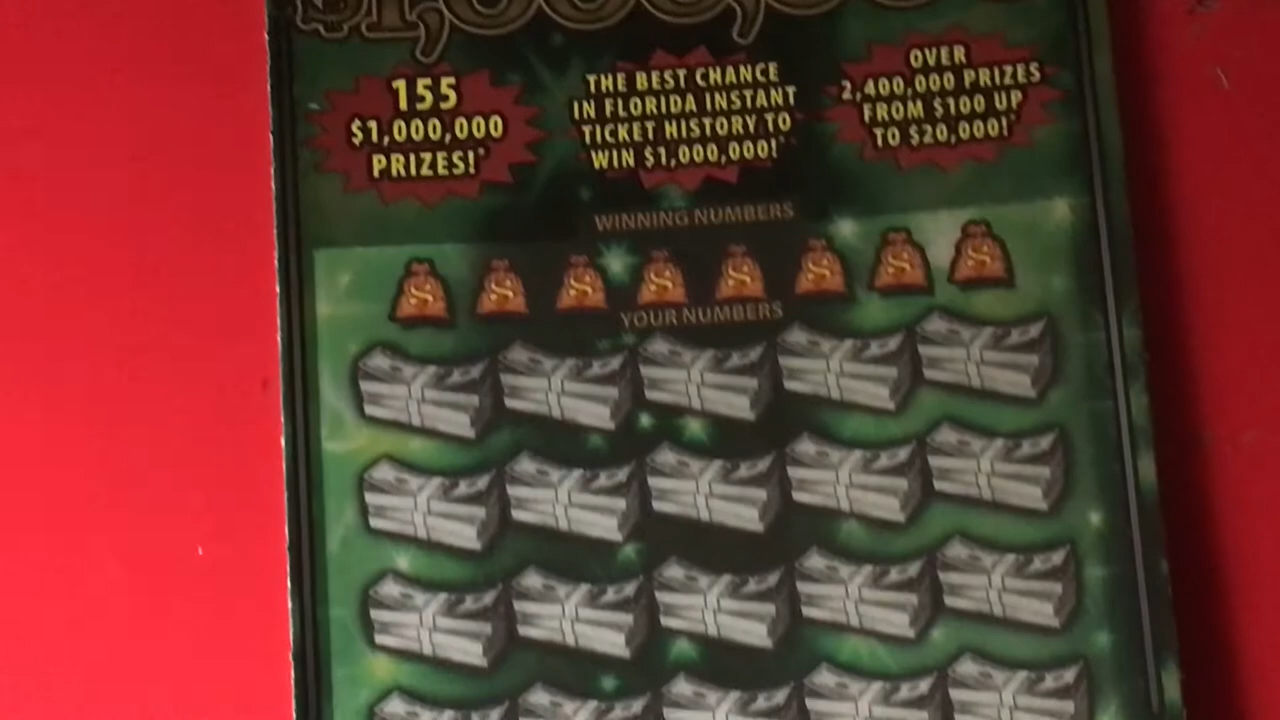 155
$1,000,000
PRIZES!*
THE BEST CHANCE
IN FLORIDA INSTANT
TICKET HISTORY TO
WIN $1,000,000!*
OVER
2,400,000 PRIZES
FROM $100 UP
TO $20,000!*
WINNING NUMBERS
YOUR NUMBERS